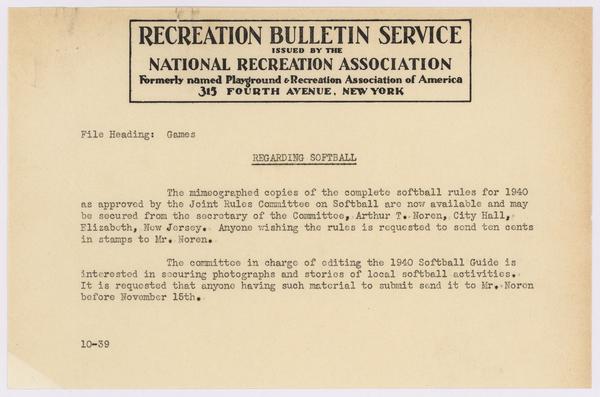 RECREATION BULLETIN SERVICE
ISSUED BY THE
NATIONAL RECREATION ASSOCIATION
Formerly named Playground & Recreation Association of America
315 FOURTH AVENUE, NEW YORK
File Heading: Games
REGARDING SOFTBALL
The mimeographed copies of the complete softball rules for 1940
as approved by the Joint Rules Committee on Softball are now available and may
be secured from the secretary of the Committee, Arthur T. Noren, City Hall,
Elizabeth, New Jersey. Anyone wishing the rules is requested to send ten cents
in stamps to Mr. Noren.
The committee in charge of editing the 1940 Softball Guide is
interested in securing photographs and stories of local softball activities.
It is requested that anyone having such material to submit send it to Mr. Noren
before November 15th.
10-39